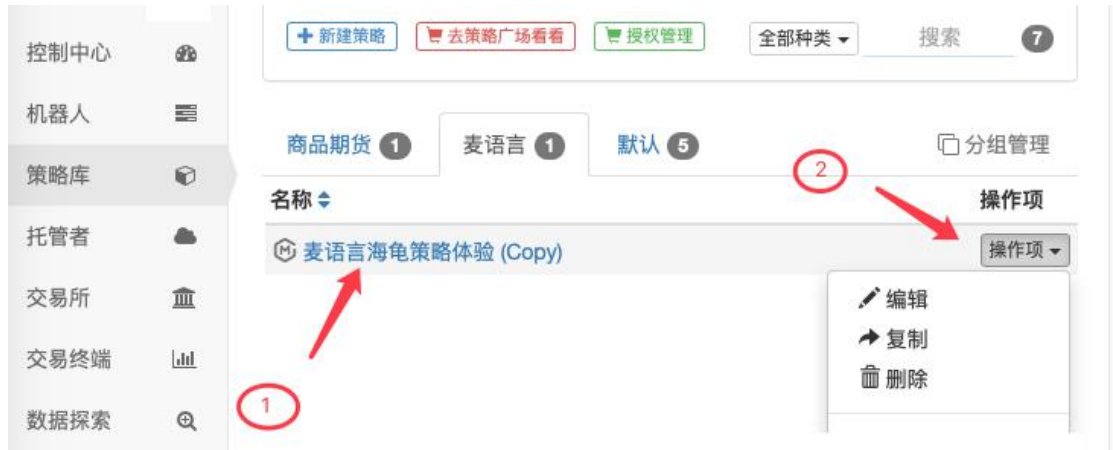 控制中心
机器人
策略库
托管者
交易所
交易终端
数据探索
新建策略 去策略广场看看 授权管理 全部种类 搜索 7
商品期货 1 麦语言 1 默认 5 分组管理
2
名称 操作项
麦语言海龟策略体验 (Copy) 操作项
编辑
复制
删除
1